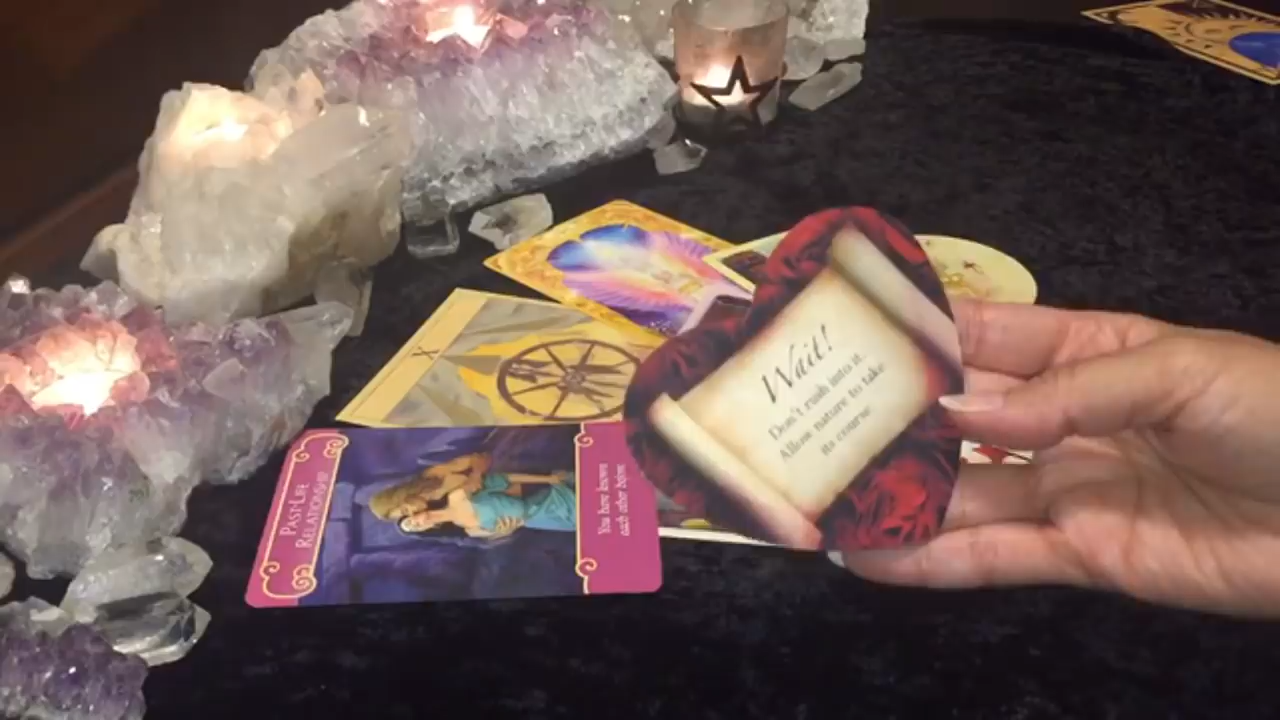 Wait!
Don't rush into it.
Allow nature to take
its course
X
PAST-LIFE
RELATIONSHIP
You have known
each other before